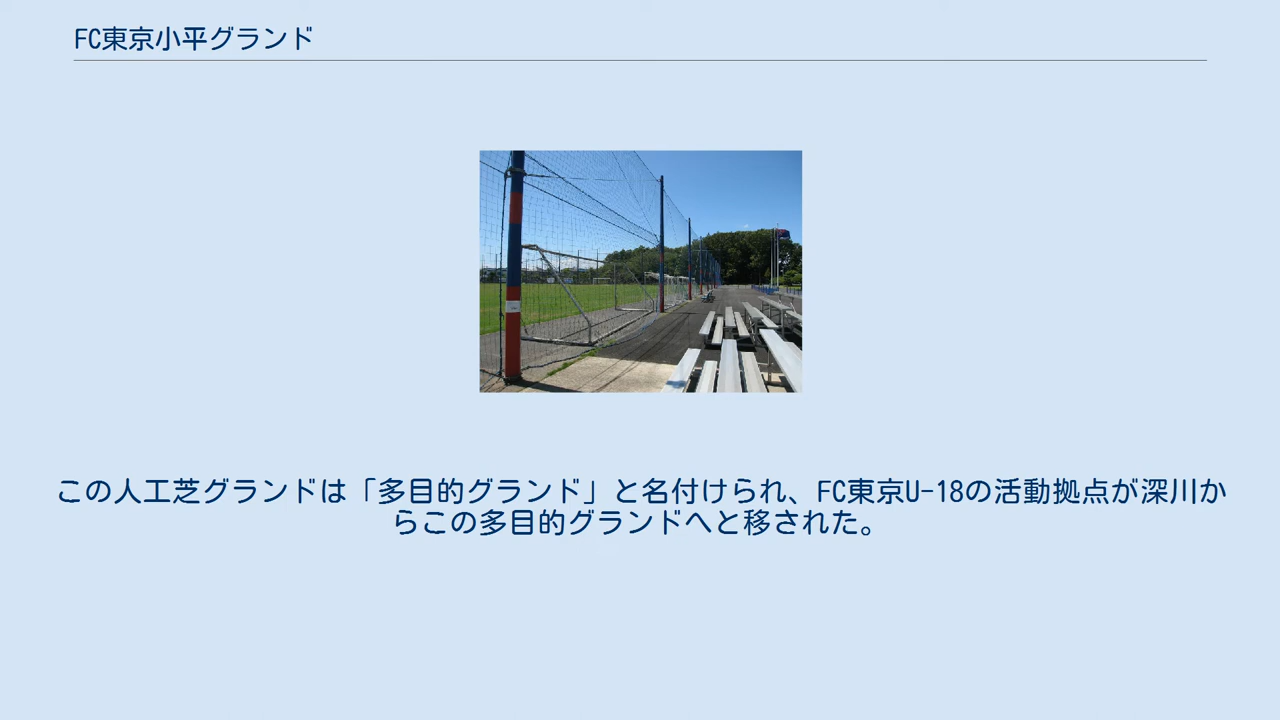 FC東京小平グランド
この人工芝グランドは「多目的グランド」と名付けられ、FC東京U-18の活動拠点が深川か
らこの多目的グランドへと移された。